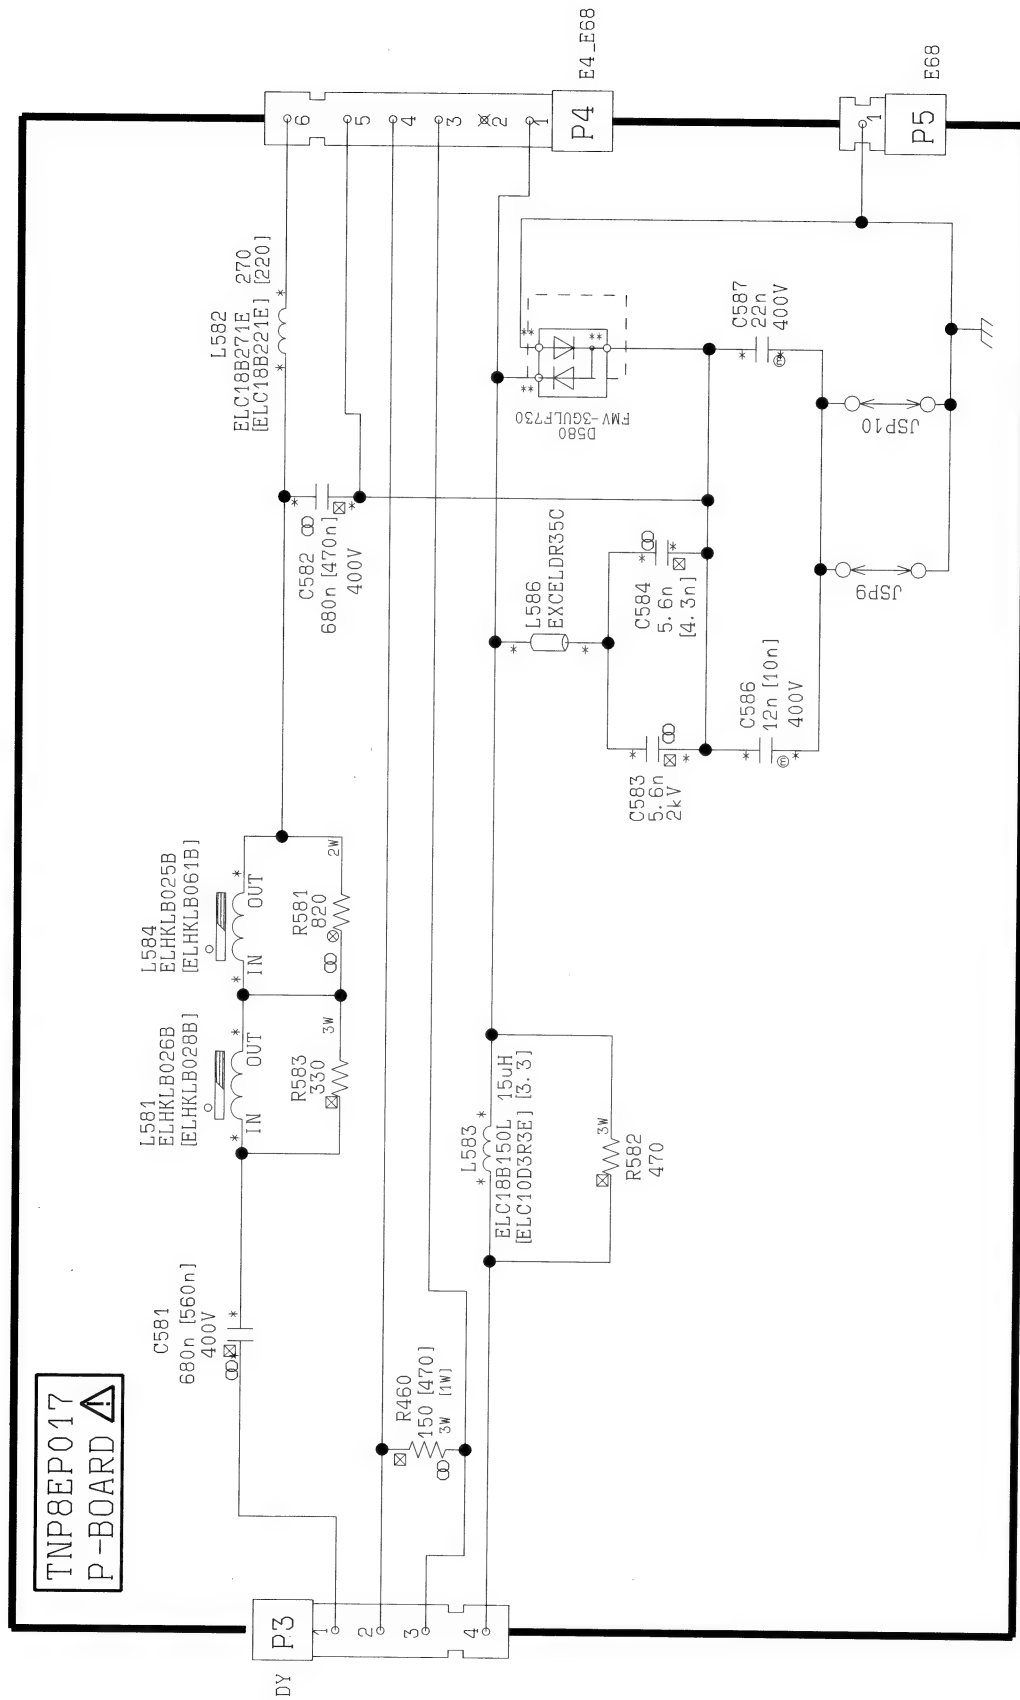 TNP8EP017
P-BOARD
DY
P3
1
2
3
4
C581
680n [560n]
400V
L581
ELHKLB026B
[ELHKLB028B]
IN
OUT
R583
330
3W
L584
ELHKLB025B
[ELHKLB061B]
IN
OUT
R581
820
2W
C582
680n [470n]
400V
L582
ELC18B271E 270
[ELC18B221E] [220]
R460
150 [470]
3W [1W]
L583
ELC18B150L 15uH
[ELC10D3R3E] [3.3]
3W
R582
470
L586
EXCELDR35C
C583
5.6n
2kV
C584
5.6n
[4.3n]
C586
12n [10n]
400V
D580
FMV-3GULF730
C587
22n
400V
JSP9
JSP10
6
5
4
3
2
1
P4
E4_E68
1
P5
E68